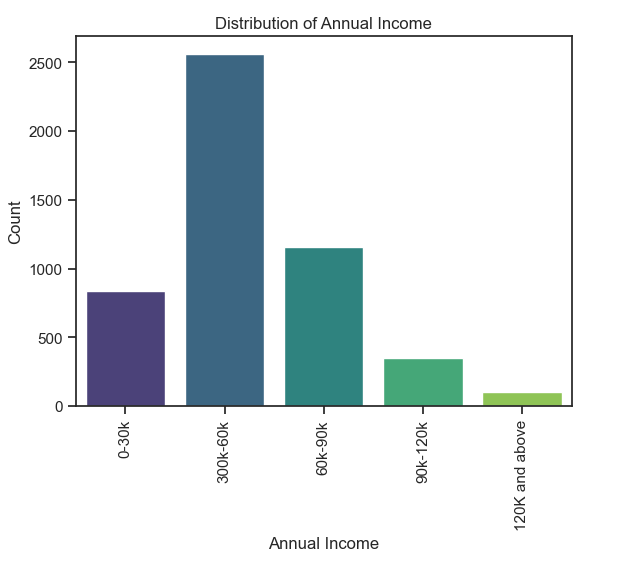 Distribution of Annual Income
Count
2500
2000
1500
1000
500
0
0-30k
300k-60k
60k-90k
90k-120k
120K and above
Annual Income